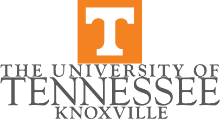 T
THE UNIVERSITY OF
TENNESSEE
KNOXVILLE